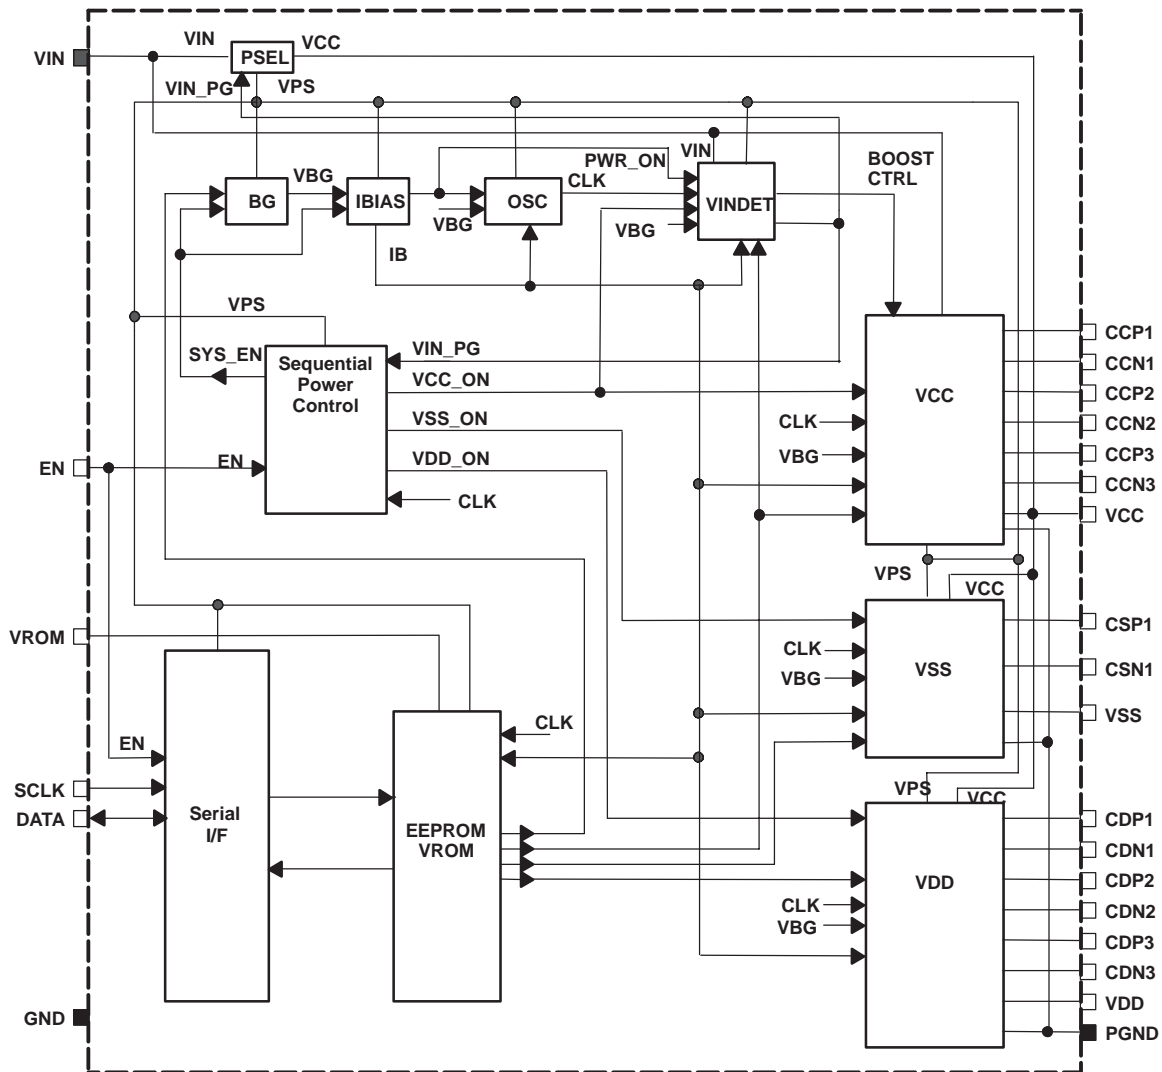 VIN
VCC
VIN
PSEL
VIN_PG
VPS
VIN
PWR_ON
BOOST
CTRL
VBG
CLK
BG
IBIAS
OSC
VINDET
VBG
VBG
IB
VPS
SYS_EN
Sequential
Power
Control
VIN_PG
VCC_ON
VSS_ON
VDD_ON
CLK
EN
EN
VCC
CLK
VBG
CCP1
CCN1
CCP2
CCN2
CCP3
CCN3
VCC
VPS
VCC
VROM
CLK
VBG
VSS
CSP1
CSN1
VSS
EN
CLK
SCLK
DATA
Serial
I/F
EEPROM
VROM
VPS
VCC
VDD
CLK
VBG
CDP1
CDN1
CDP2
CDN2
CDP3
CDN3
VDD
GND
PGND